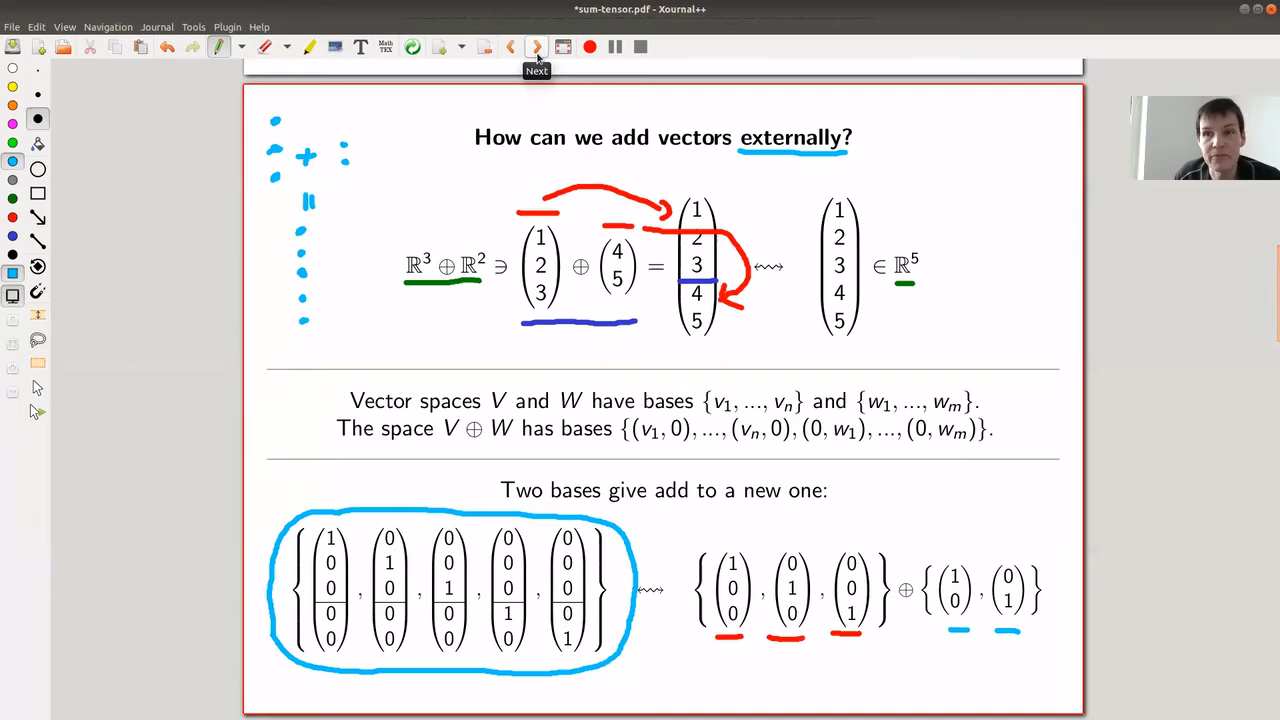 *sum-tensor.pdf - Xournal++
File Edit View Navigation Journal Tools Plugin Help
T Math TEX
Next
How can we add vectors externally?
ℝ³ ⊕ ℝ² ∋ (1 2 3) ⊕ (4 5) = (1 2 3 4 5) ↭ (1 2 3 4 5) ∈ ℝ⁵
Vector spaces V and W have bases {v₁, ..., vₙ} and {w₁, ..., wₘ}.
The space V ⊕ W has bases {(v₁, 0), ..., (vₙ, 0), (0, w₁), ..., (0, wₘ)}.
Two bases give add to a new one:
{(1 0 0 0 0), (0 1 0 0 0), (0 0 1 0 0), (0 0 0 1 0), (0 0 0 0 1)} ↭ {(1 0 0), (0 1 0), (0 0 1)} ⊕ {(1 0), (0 1)}